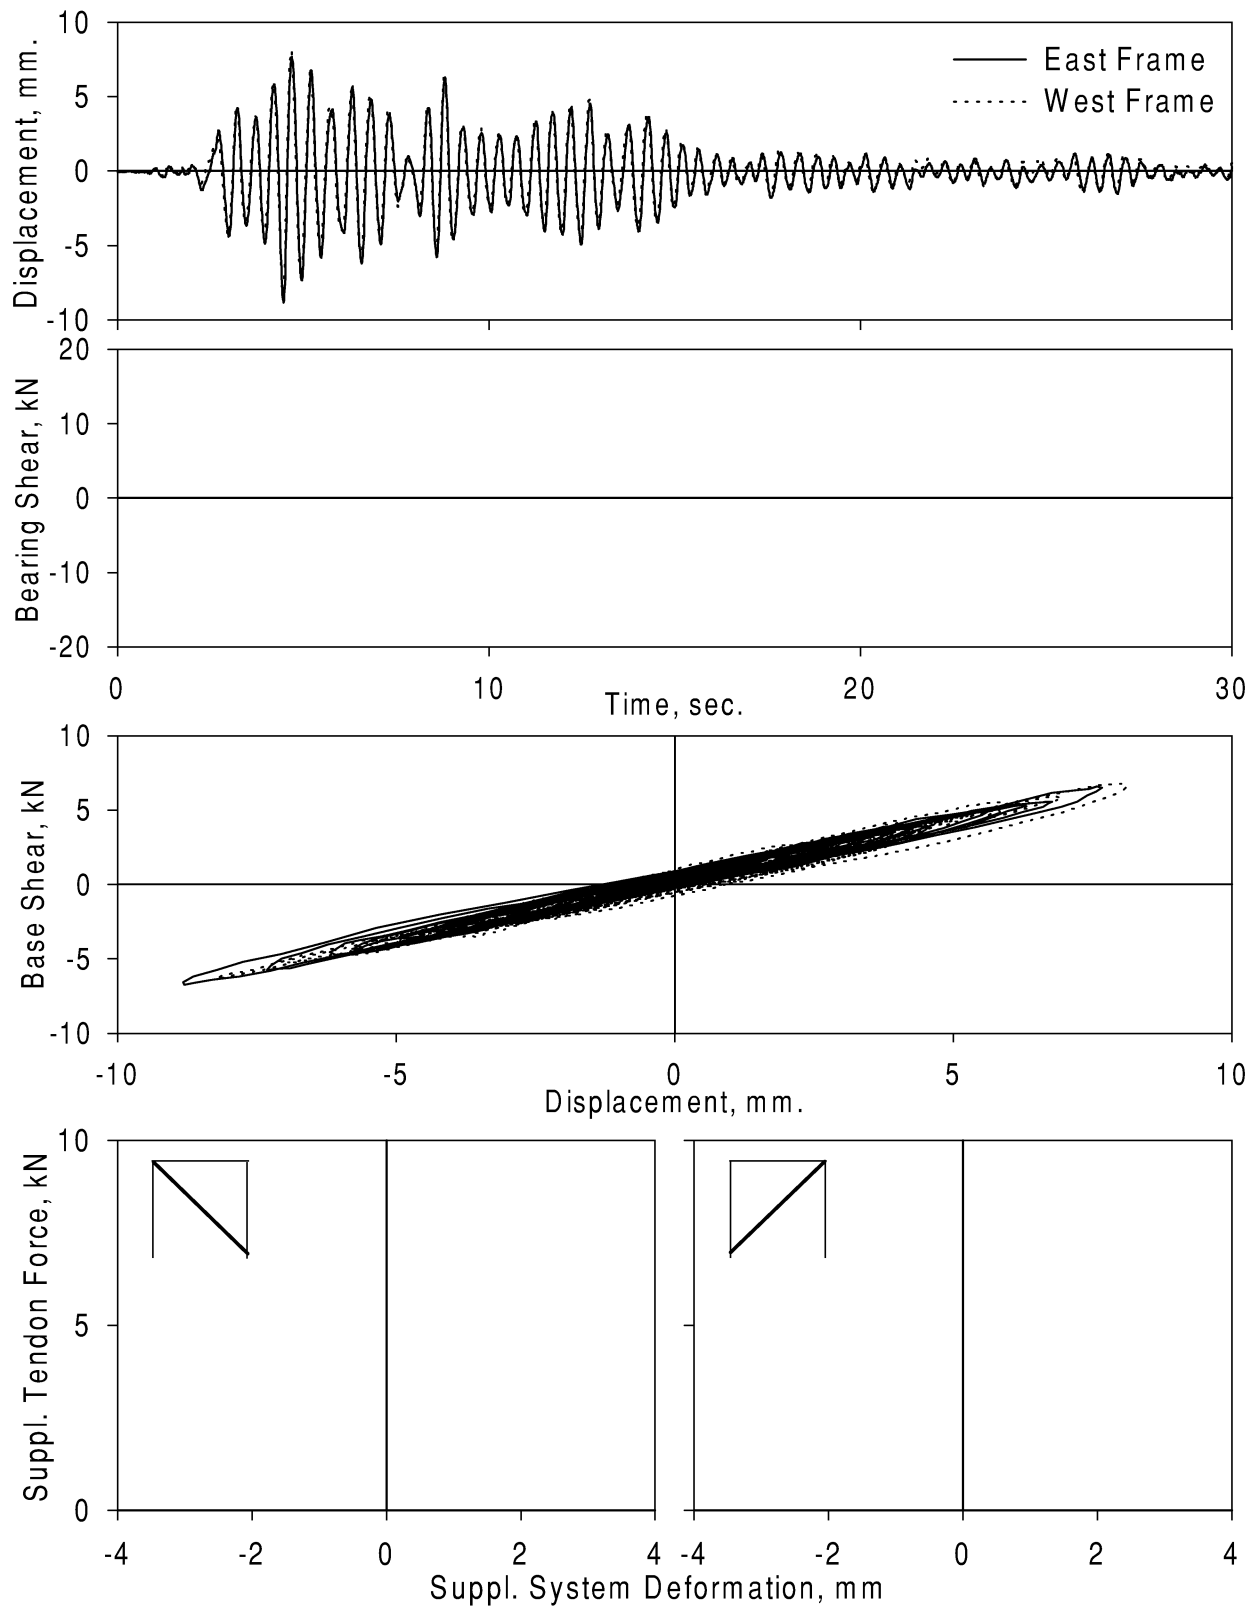 10
5
0
-5
-10
Displacement, mm.
East Frame
West Frame
20
10
0
-10
-20
Bearing Shear, kN
0 10 20 30
Time, sec.
10
5
0
-5
-10
Base Shear, kN
-10 -5 0 5 10
Displacement, mm.
10
5
0
Suppl. Tendon Force, kN
-4 -2 0 2 4 -4 -2 0 2 4
Suppl. System Deformation, mm